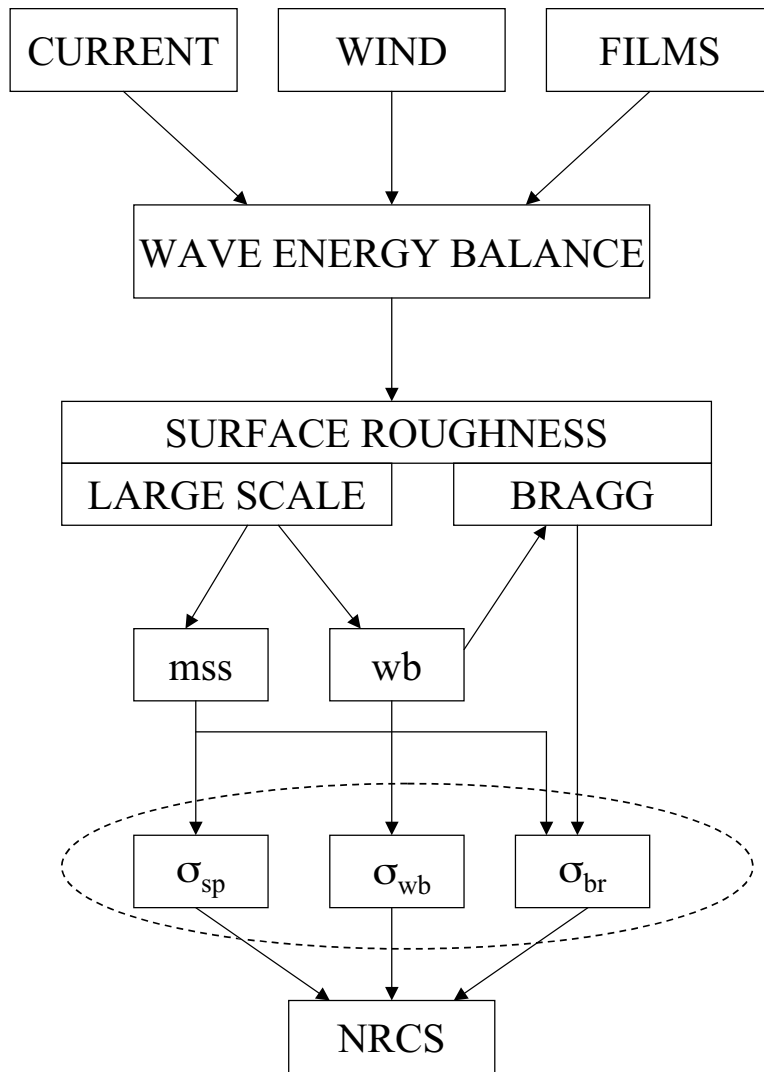 CURRENT
WIND
FILMS
WAVE ENERGY BALANCE
SURFACE ROUGHNESS
LARGE SCALE
BRAGG
mss
wb
σsp
σwb
σbr
NRCS